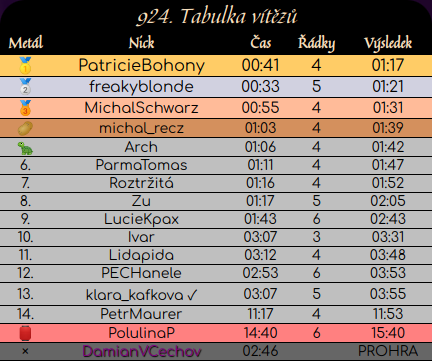 924. Tabulka vítězů
Metál Nick Čas Řádky Výsledek
1 PatricieBohony 00:41 4 01:17
2 freakyblonde 00:33 5 01:21
3 MichalSchwarz 00:55 4 01:31
michal_recz 01:03 4 01:39
Arch 01:06 4 01:42
6. ParmaTomas 01:11 4 01:47
7. Roztržitá 01:16 4 01:52
8. Zu 01:17 5 02:05
9. LucieKpax 01:43 6 02:43
10. Ivar 03:07 3 03:31
11. Lidapida 03:12 4 03:48
12. PECHanele 02:53 6 03:53
13. klara_kafkova ✓ 03:07 5 03:55
14. PetrMaurer 11:17 4 11:53
PolulinaP 14:40 6 15:40
× DamianVCechov 02:46 PROHRA